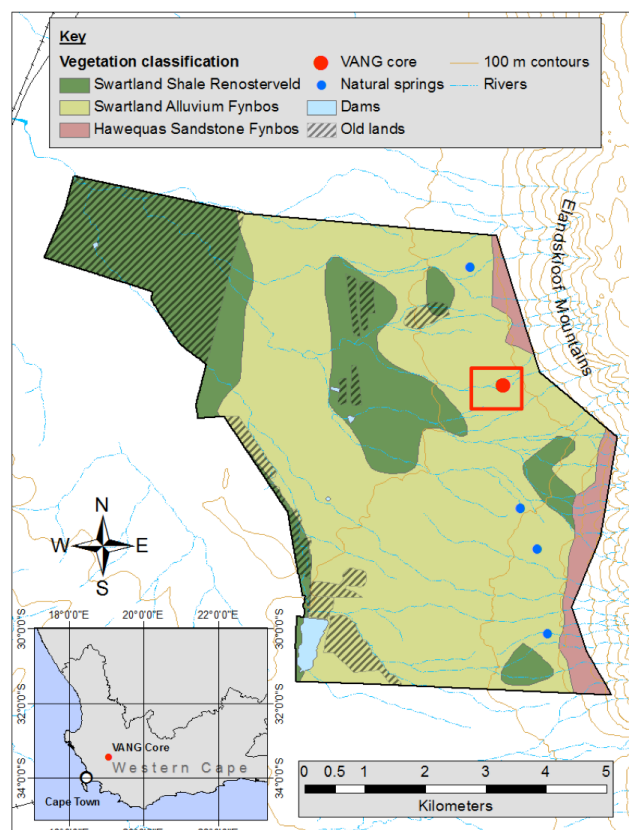 Key
Vegetation classification
Swartland Shale Renosterveld
Swartland Alluvium Fynbos
Hawequas Sandstone Fynbos
VANG core
Natural springs
Dams
Old lands
100 m contours
Rivers
Elandskloof Mountains
N
W E
S
18°0'0"E 20°0'0"E 22°0'0"E
30°0'0"S
32°0'0"S
34°0'0"S
30°0'0"S
32°0'0"S
34°0'0"S
VANG Core
Western Cape
Cape Town
0 0.5 1 2 3 4 5
Kilometers